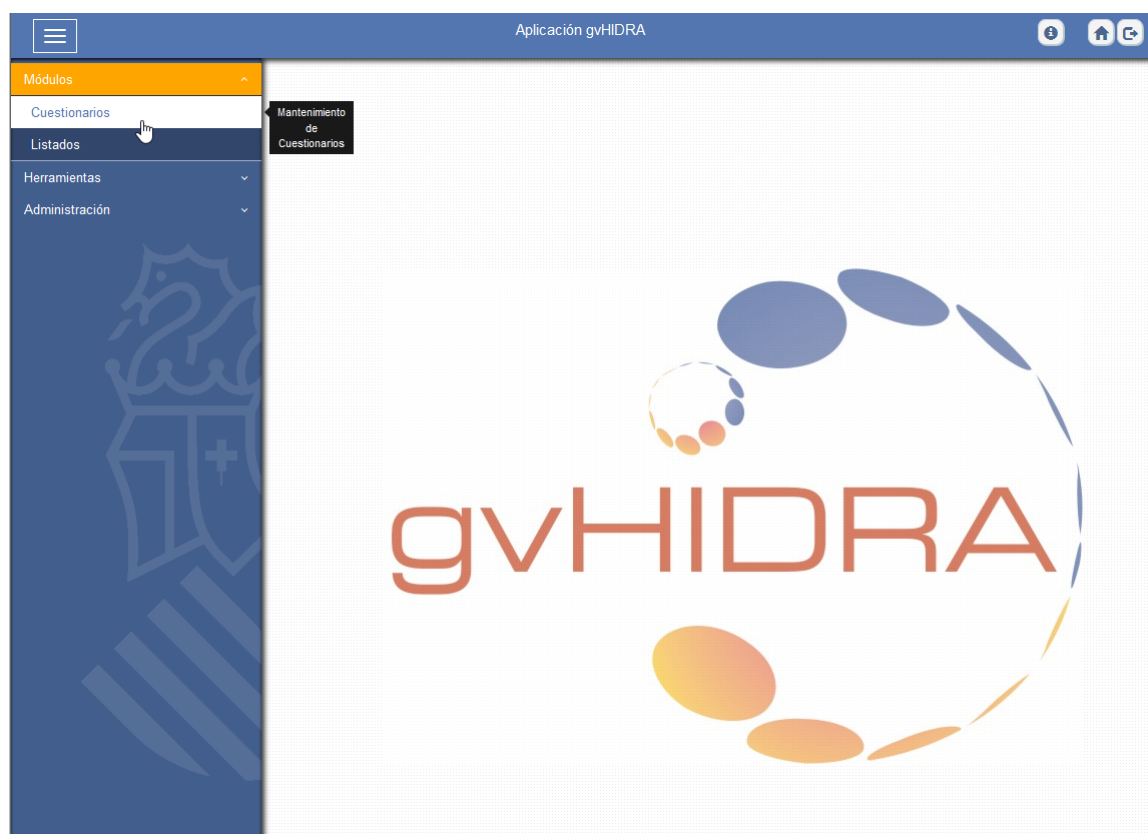 Aplicación gvHIDRA
Módulos
Cuestionarios
Listados
Herramientas
Administración
Mantenimiento
de
Cuestionarios
gvHIDRA